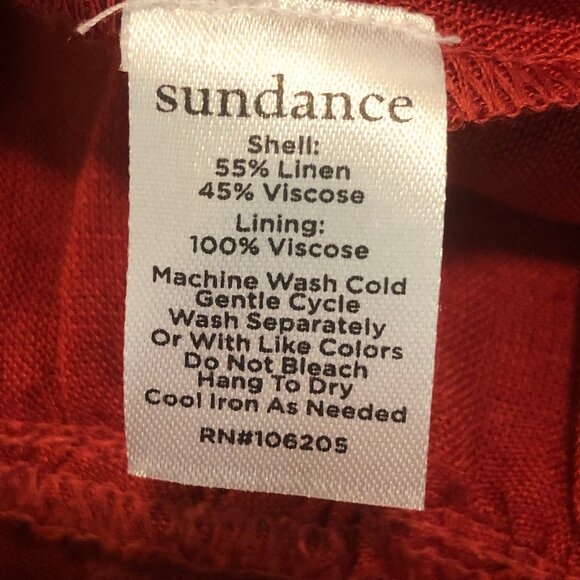 sundance
Shell:
55% Linen
45% Viscose
Lining:
100% Viscose
Machine Wash Cold
Gentle Cycle
Wash Separately
Or With Like Colors
Do Not Bleach
Hang To Dry
Cool Iron As Needed
RN#106205